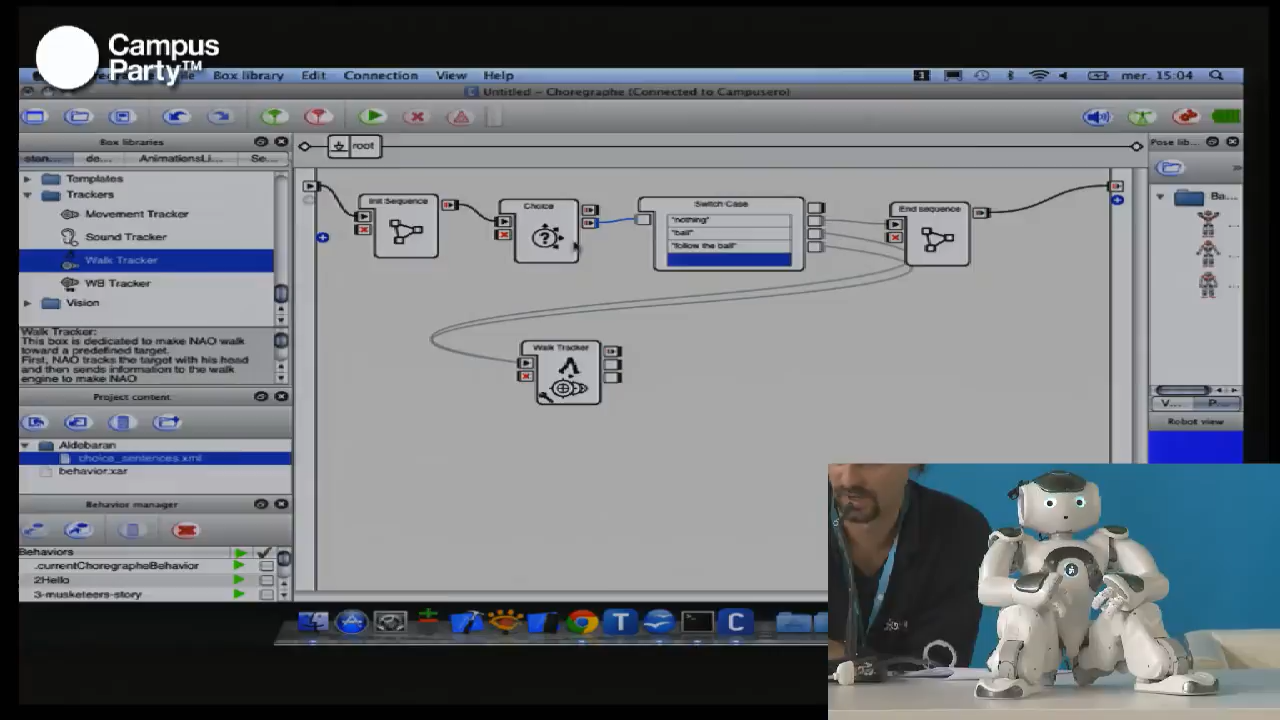 Campus
Party™
Box library Edit Connection View Help
mer. 15:04
Untitled - Choregraphe (Connected to Campusero)
Box libraries
stan... de... AnimationsLi... Se...
Templates
Trackers
Movement Tracker
Sound Tracker
Walk Tracker
WB Tracker
Vision
Walk Tracker:
This box is dedicated to make NAO walk
toward a predefined target.
First, NAO tracks the target with his head
and then sends information to the walk
engine to make NAO
Project content
Aldebaran
choice_sentences.xml
behavior.xar
Behavior manager
Behaviors
.currentChoregrapheBehavior
2Hello
3-musketeers-story
root
Init Sequence
Choice
Switch Case
"nothing"
"ball"
"follow the ball"
End sequence
Walk Tracker
Pose lib...
Ba...
V... P...
Robot view